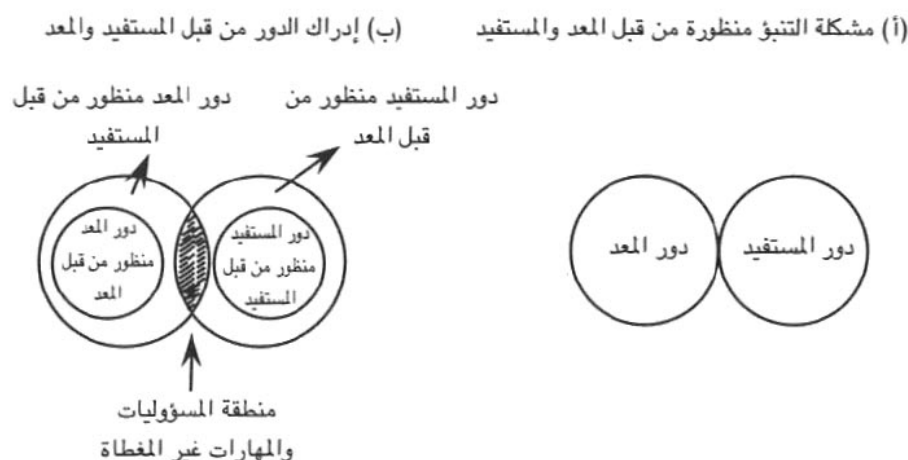 (أ) مشكلة التنبؤ منظورة من قبل المعد والمستفيد
(ب) إدراك الدور من قبل المستفيد والمعد
دور المستفيد منظور من
قبل المعد
دور المعد منظور من قبل
المستفيد
دور المستفيد
دور المعد
دور المستفيد
منظور من قبل
المستفيد
دور المعد
منظور من قبل
المعد
منطقة المسؤوليات
والمهارات غير المغطاة